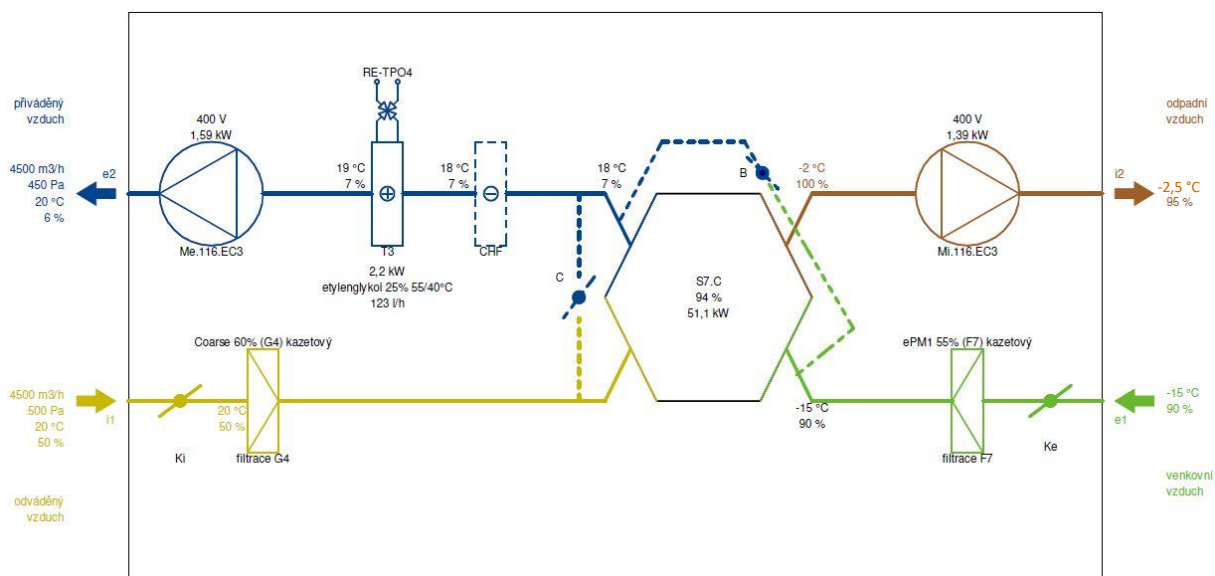 RE-TPO4
přiváděný
vzduch
4500 m3/h
450 Pa
20 °C
6 %
e2
400 V
1,59 kW
Me.116.EC3
19 °C
7 %
T3
2,2 kW
etylenglykol 25% 55/40°C
123 l/h
18 °C
7 %
CHF
18 °C
7 %
C
B
S7.C
94 %
51,1 kW
-2 °C
100 %
400 V
1,39 kW
Mi.116.EC3
odpadní
vzduch
i2
-2,5 °C
95 %
4500 m3/h
500 Pa
20 °C
50 %
i1
Ki
Coarse 60% (G4) kazetový
20 °C
50 %
filtrace G4
-15 °C
90 %
ePM1 55% (F7) kazetový
filtrace F7
Ke
e1
-15 °C
90 %
odváděný
vzduch
venkovní
vzduch